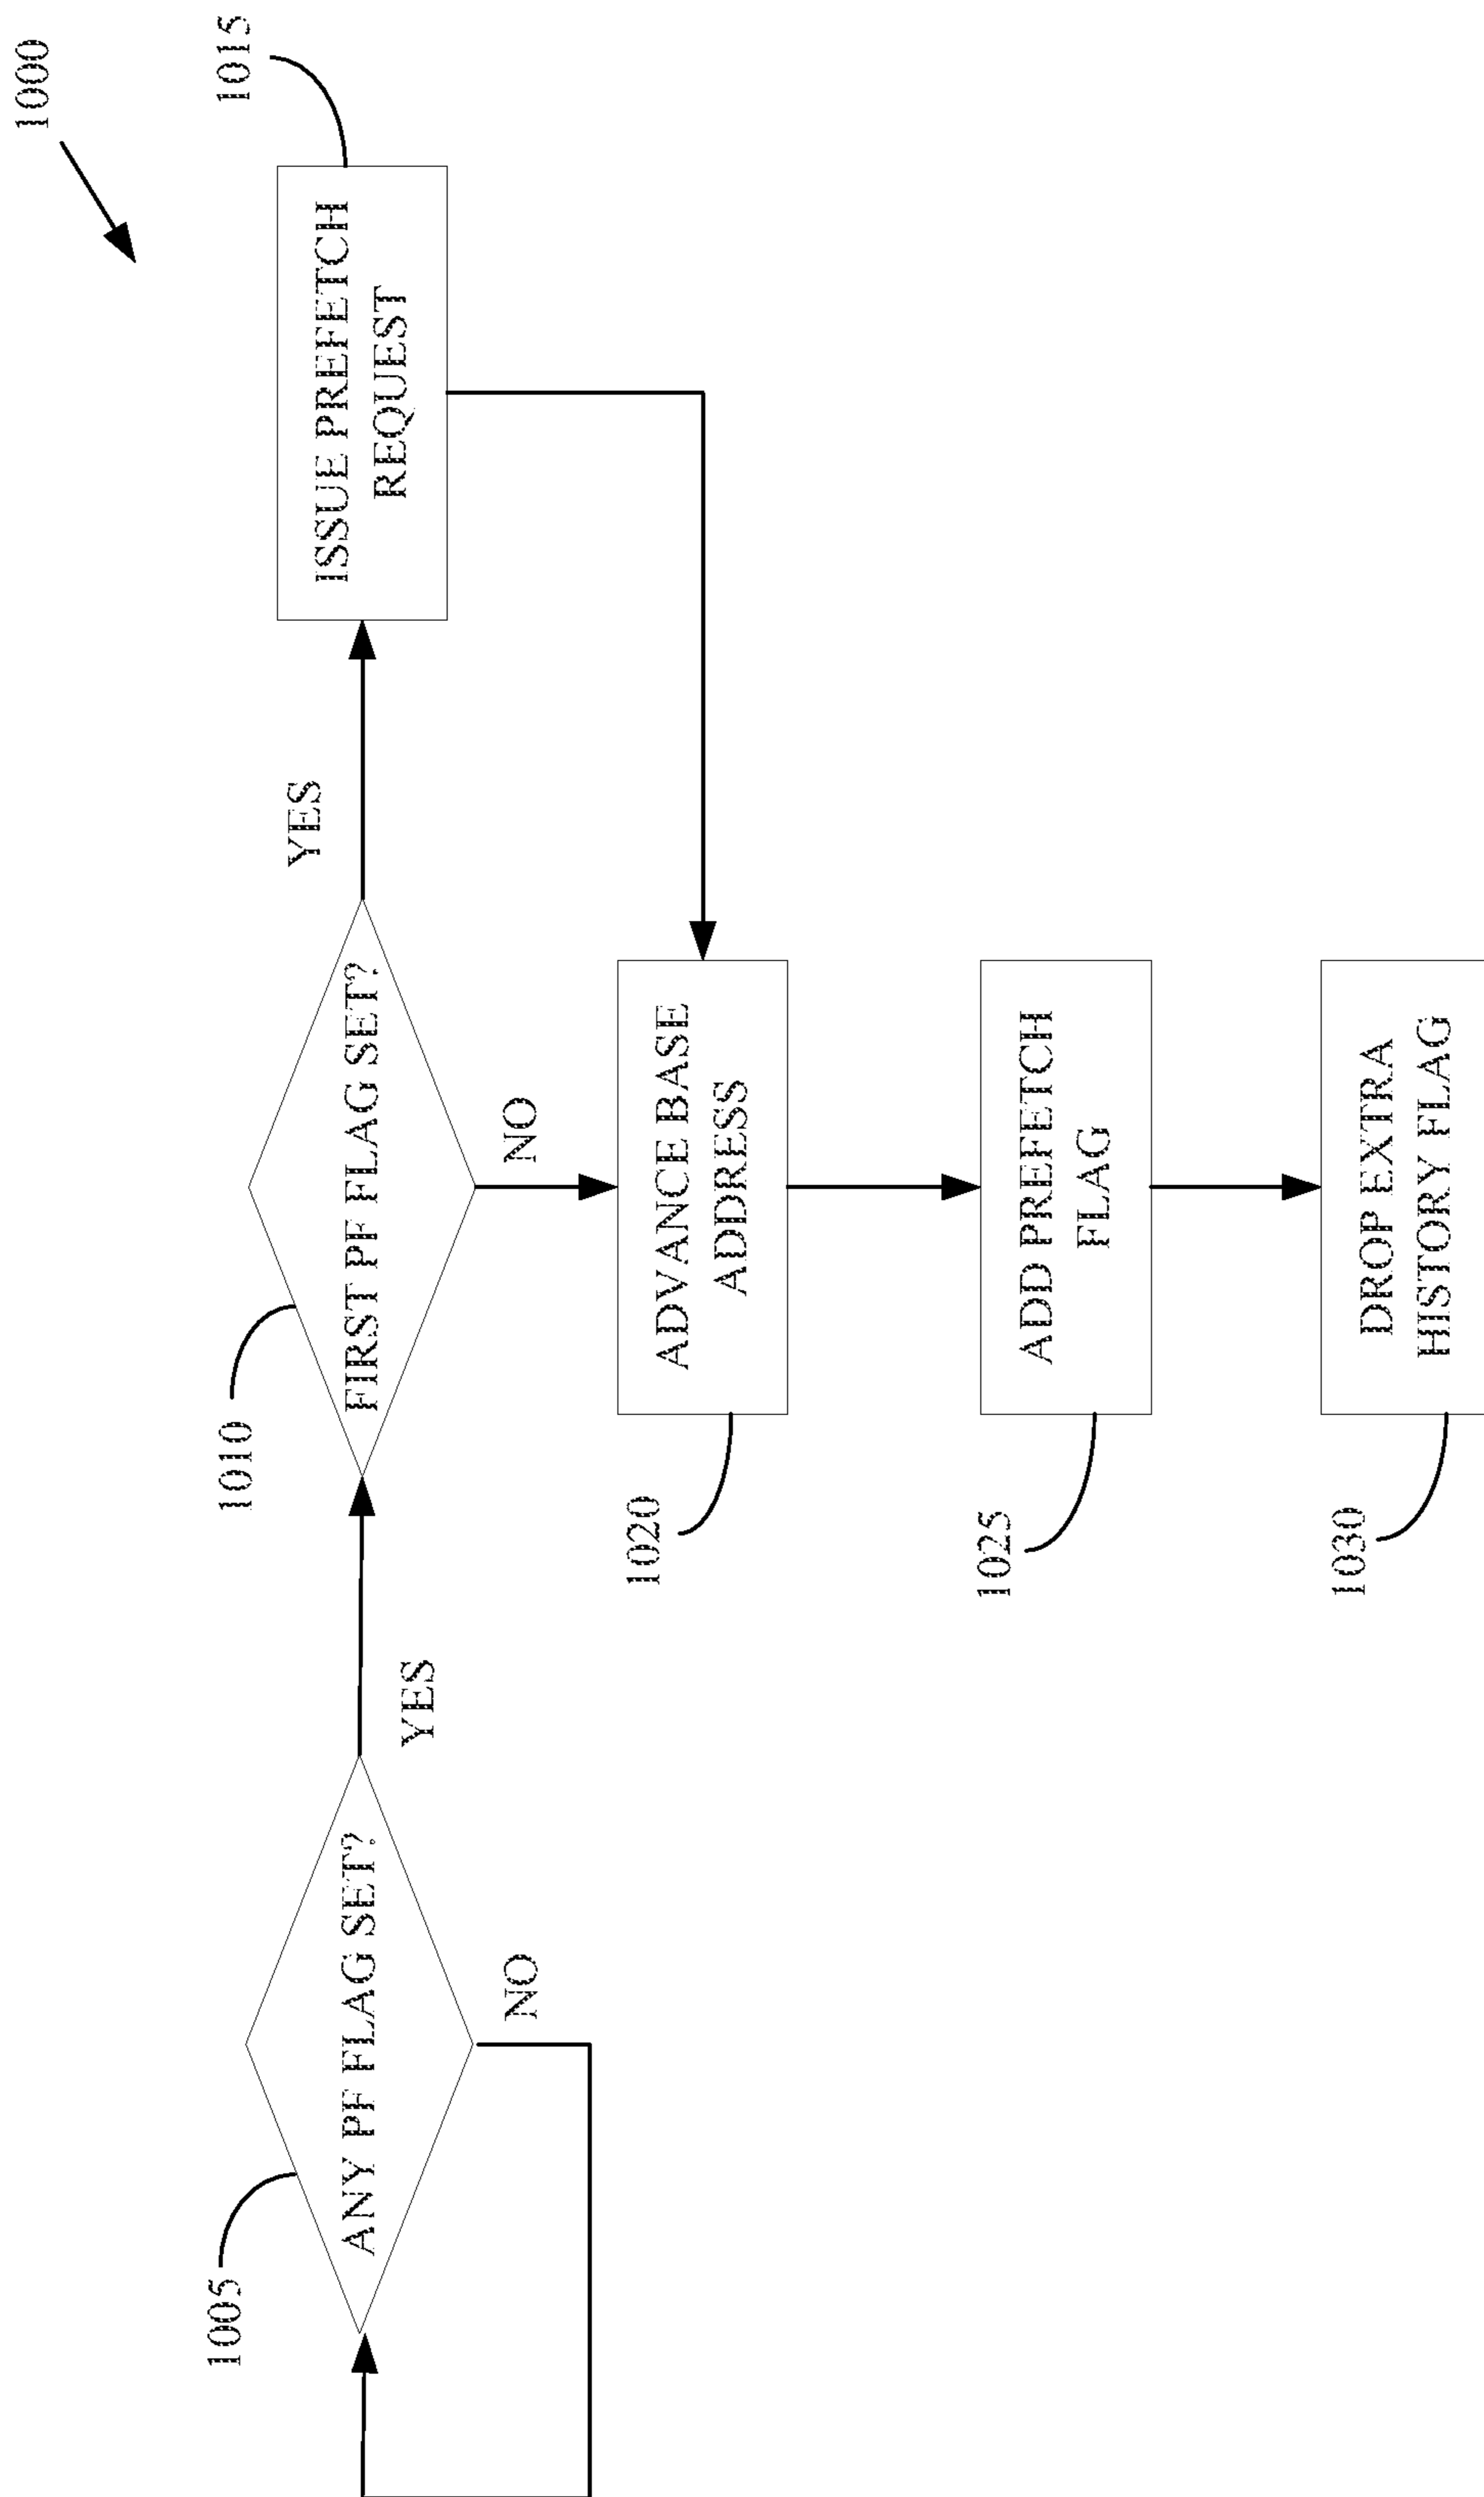 1000
1005
ANY PF FLAG SET?
YES
NO
1010
FIRST PF FLAG SET?
YES
NO
1015
ISSUE PREFETCH
REQUEST
1020
ADVANCE BASE
ADDRESS
1025
ADD PREFETCH
FLAG
1030
DROP EXTRA
HISTORY FLAG